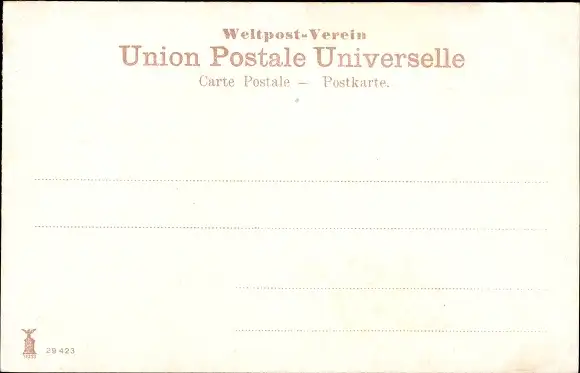 Weltpost-Verein
Union Postale Universelle
Carte Postale — Postkarte.
29423